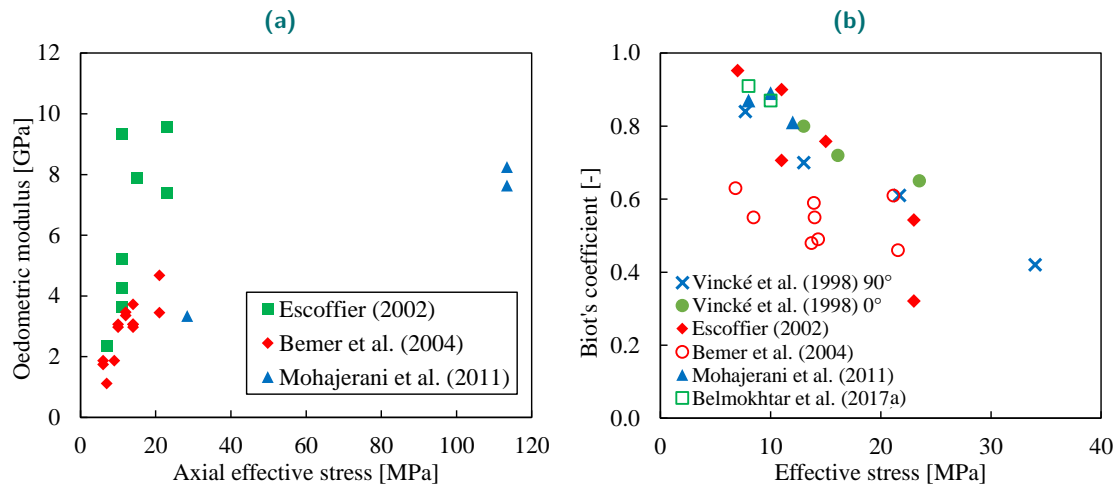 (a)
12
10
8
6
4
2
0
Oedometric modulus [GPa]
Escoffier (2002)
Bemer et al. (2004)
Mohajerani et al. (2011)
0 20 40 60 80 100 120
Axial effective stress [MPa]
(b)
1.0
0.8
0.6
0.4
0.2
0.0
Biot's coefficient [-]
Vincké et al. (1998) 90°
Vincké et al. (1998) 0°
Escoffier (2002)
Bemer et al. (2004)
Mohajerani et al. (2011)
Belmokhtar et al. (2017a)
0 10 20 30 40
Effective stress [MPa]